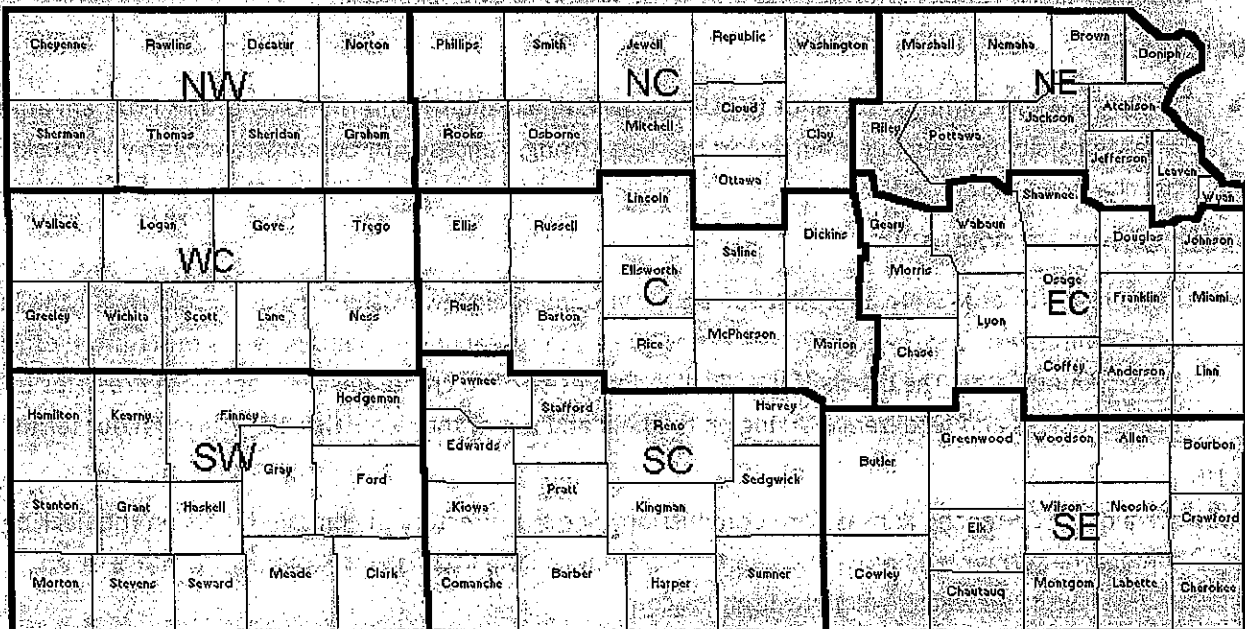 Cheyenne Rawlins Decatur Norton Phillips Smith Jewell Republic Washington Marshall Nemaha Brown Doniph
NW NC NE
Sherman Thomas Sheridan Graham Rooks Osborne Mitchell Cloud Clay Riley Pottawa Jackson Atchison
Jefferson Leaven
Ottawa Wyan
Wallace Logan Gove Trego Ellis Russell Lincoln Saline Dickins Geary Wabaun Shawnee Douglas Johnson
WC C EC
Greeley Wichita Scott Lane Ness Rush Barton Ellsworth Morris Osage Franklin Miami
Rice McPherson Marion Chase Lyon Coffey Anderson Linn
Hamilton Kearny Finney Hodgeman Pawnee Stafford Reno Harvey Butler Greenwood Woodson Allen Bourbon
SW SC SE
Gray Ford Edwards Sedgwick
Stanton Grant Haskell Kiowa Pratt Kingman Elk Wilson Neosho Crawford
Morton Stevens Seward Meade Clark Comanche Barber Harper Sumner Cowley Chautauq Montgom Labette Cherokee